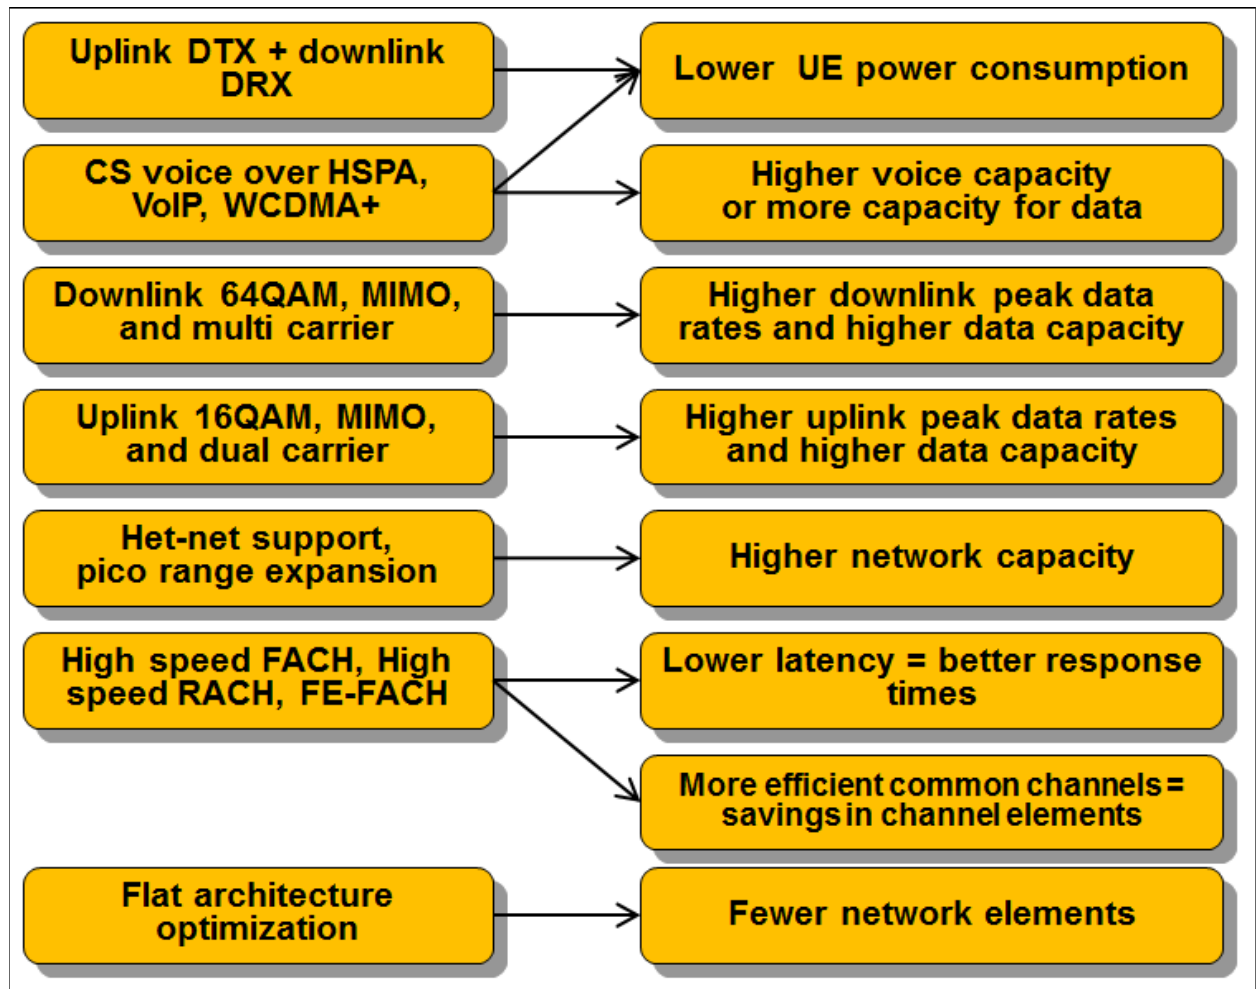 Uplink DTX + downlink
DRX
Lower UE power consumption
CS voice over HSPA,
VoIP, WCDMA+
Higher voice capacity
or more capacity for data
Downlink 64QAM, MIMO,
and multi carrier
Higher downlink peak data
rates and higher data capacity
Uplink 16QAM, MIMO,
and dual carrier
Higher uplink peak data rates
and higher data capacity
Het-net support,
pico range expansion
Higher network capacity
High speed FACH, High
speed RACH, FE-FACH
Lower latency = better response
times
More efficient common channels =
savings in channel elements
Flat architecture
optimization
Fewer network elements